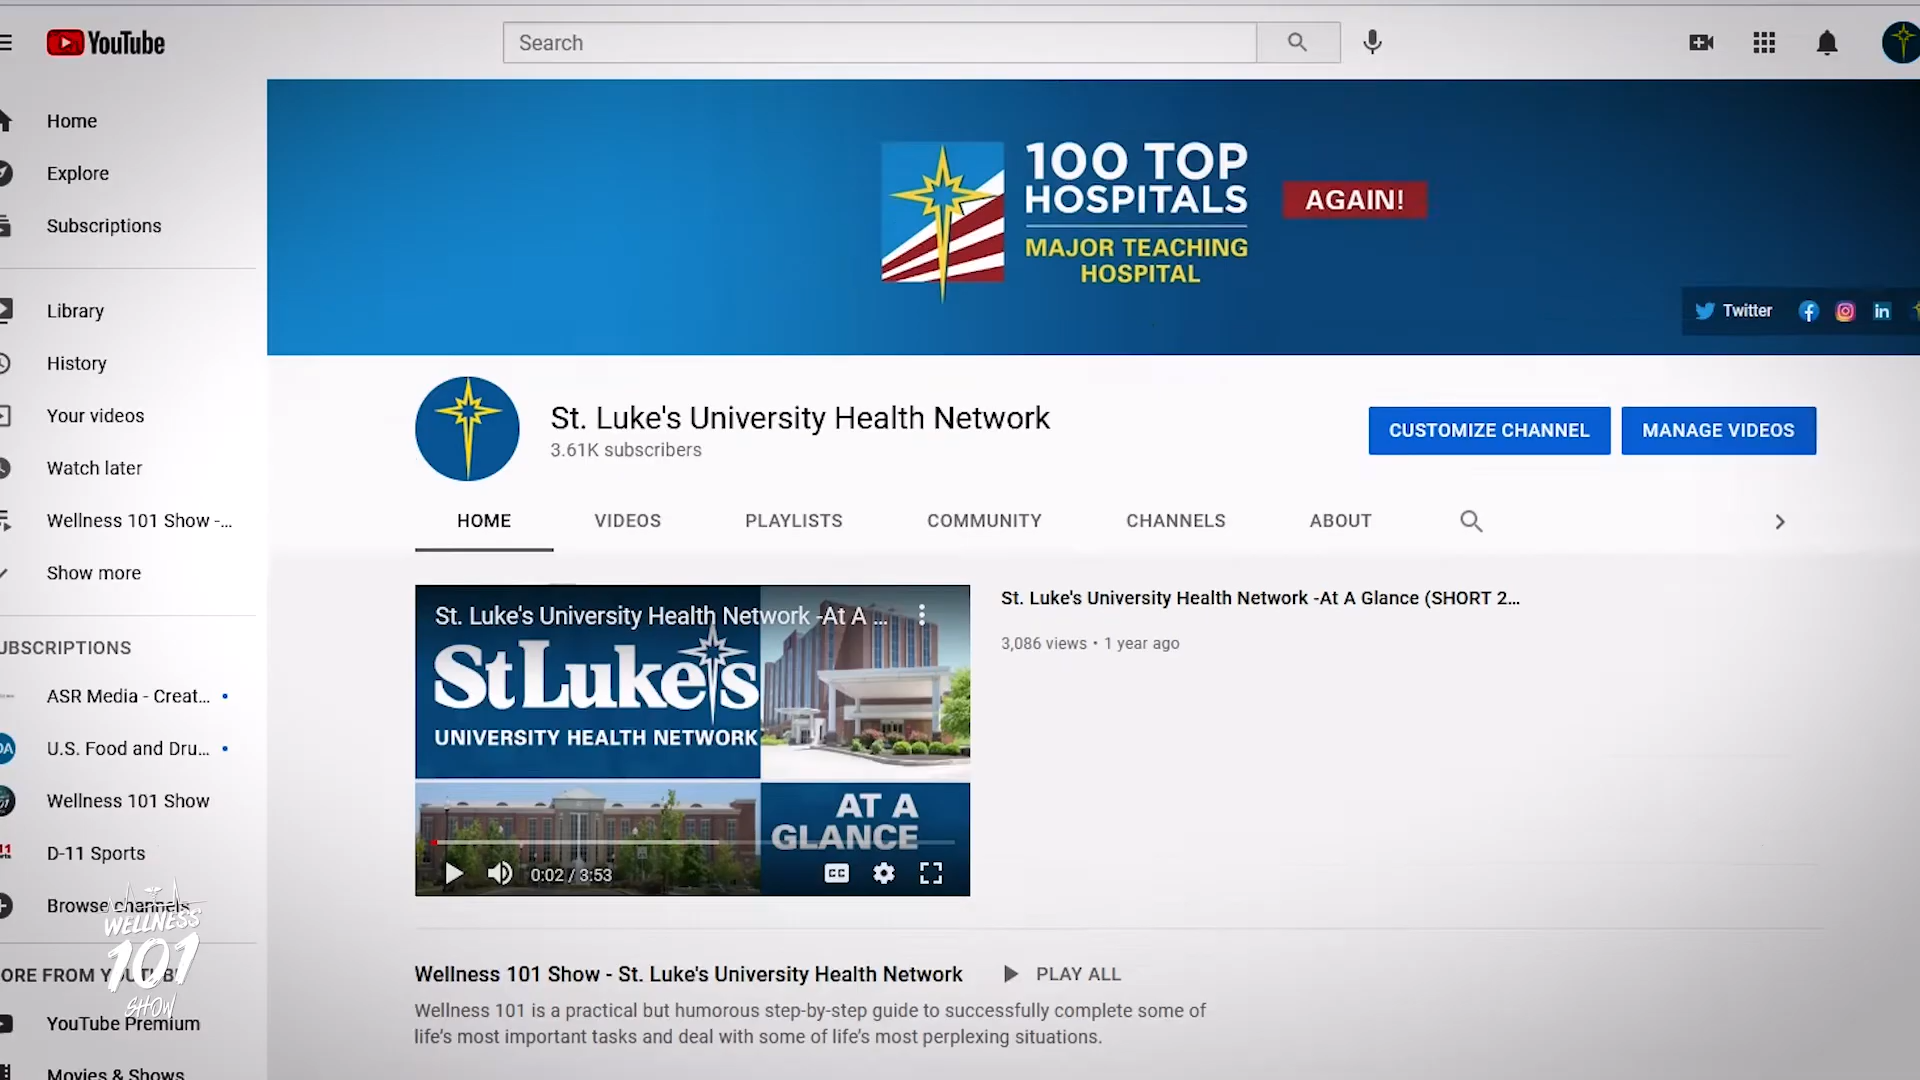 YouTube
Search
Home
Explore
Subscriptions
Library
History
Your videos
Watch later
Wellness 101 Show -...
Show more
UBSCRIPTIONS
ASR Media - Creat...
U.S. Food and Dru...
Wellness 101 Show
D-11 Sports
Browse channels
ORE FROM YOUTUBE
YouTube Premium
Movies & Shows
WELLNESS
101
SHOW
100 TOP
HOSPITALS
AGAIN!
MAJOR TEACHING
HOSPITAL
Twitter
St. Luke's University Health Network
3.61K subscribers
CUSTOMIZE CHANNEL
MANAGE VIDEOS
HOME
VIDEOS
PLAYLISTS
COMMUNITY
CHANNELS
ABOUT
St. Luke's University Health Network -At A ...
StLuke's
UNIVERSITY HEALTH NETWORK
AT A
GLANCE
0:02 / 3:53
St. Luke's University Health Network -At A Glance (SHORT 2...
3,086 views • 1 year ago
Wellness 101 Show - St. Luke's University Health Network
PLAY ALL
Wellness 101 is a practical but humorous step-by-step guide to successfully complete some of
life's most important tasks and deal with some of life's most perplexing situations.